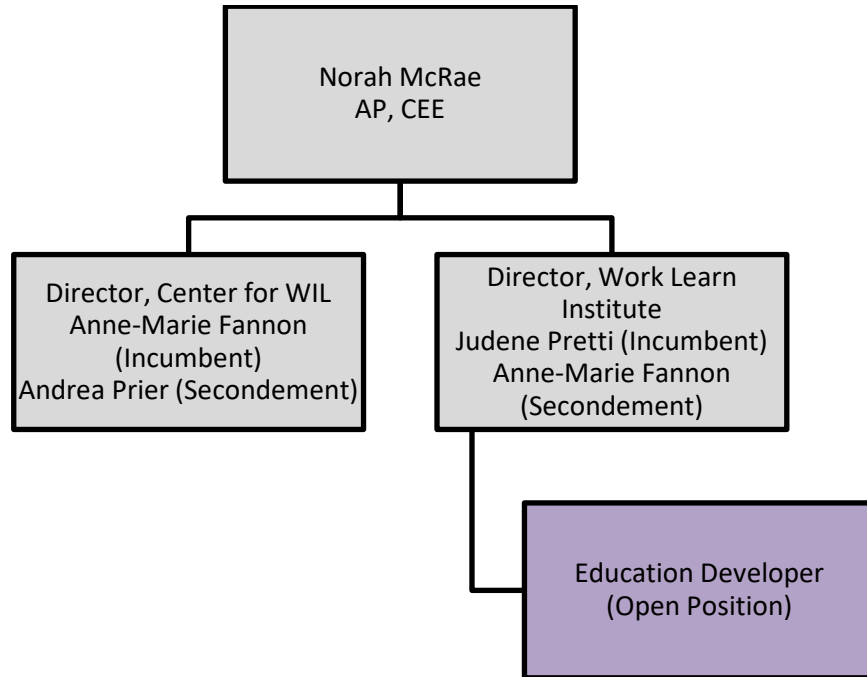 Norah McRae
AP, CEE
Director, Center for WIL
Anne-Marie Fannon
(Incumbent)
Andrea Prier (Secondement)
Director, Work Learn
Institute
Judene Pretti (Incumbent)
Anne-Marie Fannon
(Secondement)
Education Developer
(Open Position)